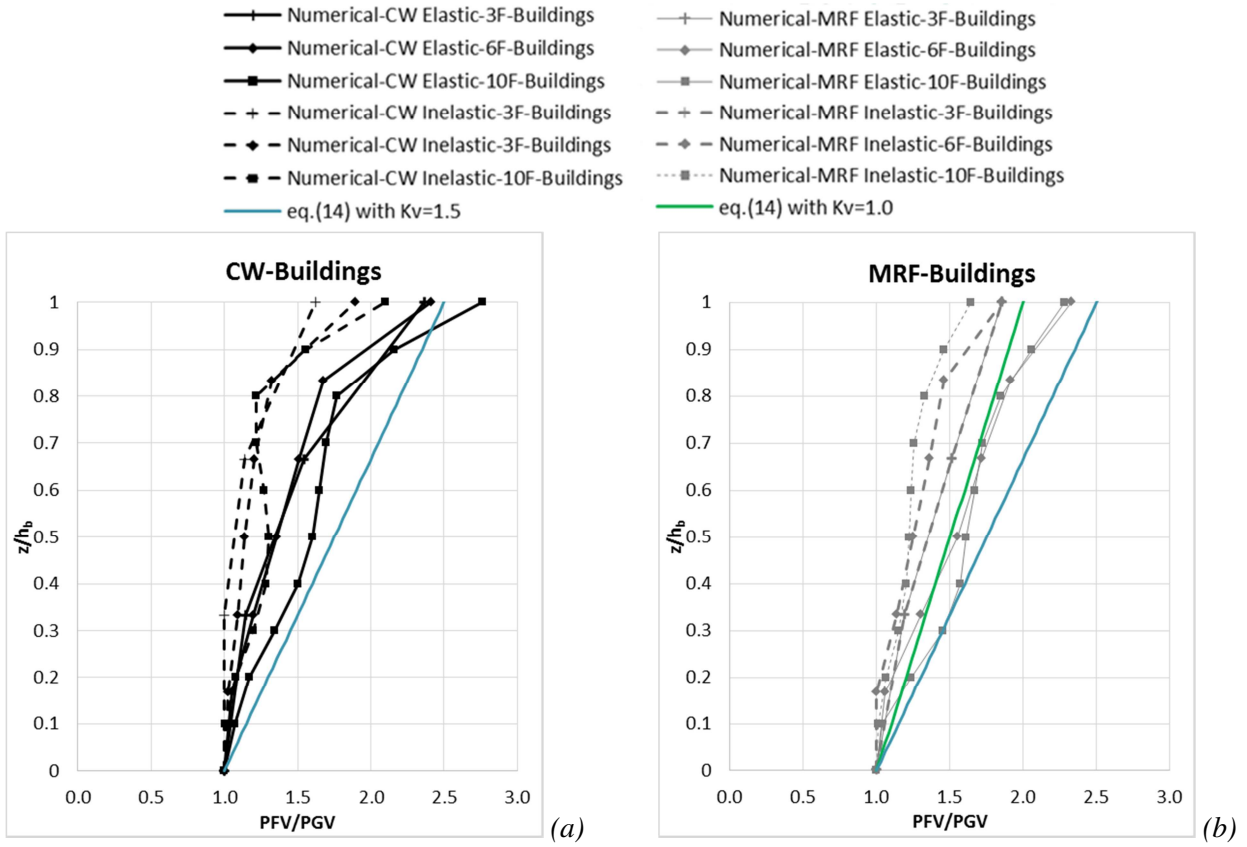 Numerical-CW Elastic-3F-Buildings
Numerical-CW Elastic-6F-Buildings
Numerical-CW Elastic-10F-Buildings
Numerical-CW Inelastic-3F-Buildings
Numerical-CW Inelastic-3F-Buildings
Numerical-CW Inelastic-10F-Buildings
eq.(14) with Kv=1.5
Numerical-MRF Elastic-3F-Buildings
Numerical-MRF Elastic-6F-Buildings
Numerical-MRF Elastic-10F-Buildings
Numerical-MRF Inelastic-3F-Buildings
Numerical-MRF Inelastic-6F-Buildings
Numerical-MRF Inelastic-10F-Buildings
eq.(14) with Kv=1.0
CW-Buildings
1
0.9
0.8
0.7
0.6
0.5
0.4
0.3
0.2
0.1
0
z/hb
0.0 0.5 1.0 1.5 2.0 2.5 3.0
PFV/PGV
(a)
MRF-Buildings
1
0.9
0.8
0.7
0.6
0.5
0.4
0.3
0.2
0.1
0
z/hb
0.0 0.5 1.0 1.5 2.0 2.5 3.0
PFV/PGV
(b)